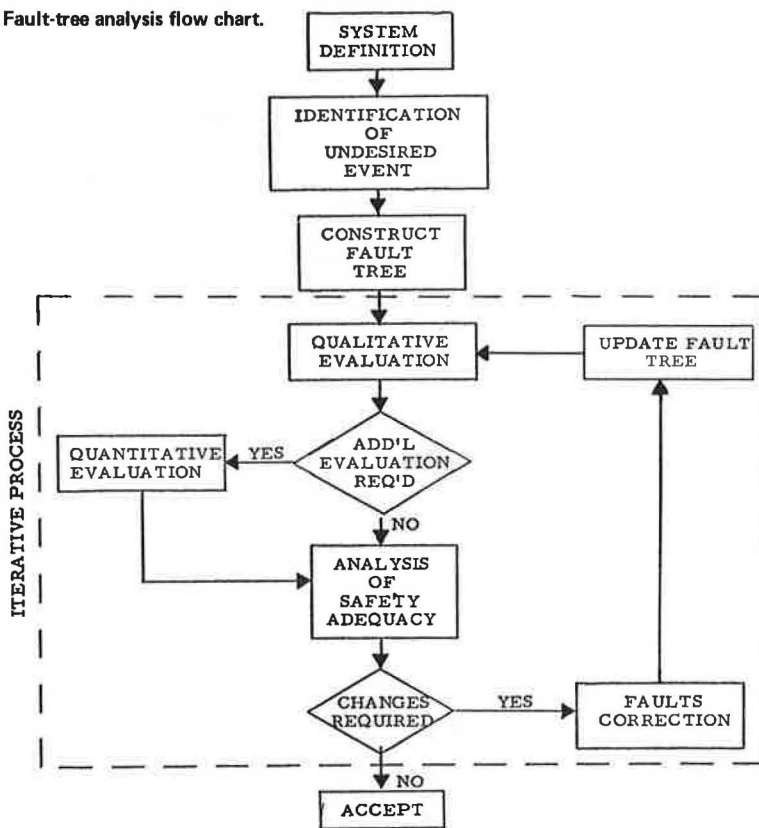 Fault-tree analysis flow chart.
SYSTEM
DEFINITION
IDENTIFICATION
OF
UNDESIRED
EVENT
CONSTRUCT
FAULT
TREE
ITERATIVE PROCESS
QUALITATIVE
EVALUATION
UPDATE FAULT
TREE
ADD'L
EVALUATION
REQ'D
YES
QUANTITATIVE
EVALUATION
NO
ANALYSIS
OF
SAFETY
ADEQUACY
CHANGES
REQUIRED
YES
FAULTS
CORRECTION
NO
ACCEPT